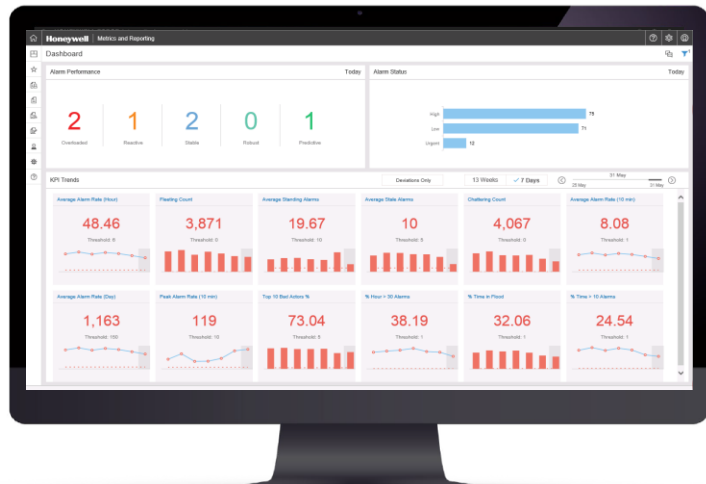 Honeywell | Metrics and Reporting
Dashboard
Alarm Performance
Today
2 1 2 0 1
Overloaded Reactive Stable Robust Predictive
Alarm Status
Today
High 75
Low 71
Urgent 12
KPI Trends
Deviations Only
13 Weeks
7 Days
31 May
25 May 31 May
Average Alarm Rate (Hour) Fleeting Count Average Standing Alarms Average Stale Alarms Chattering Count Average Alarm Rate (10 min)
48.46 3,871 19.67 10 4,067 8.08
Threshold: 6 Threshold: 0 Threshold: 10 Threshold: 5 Threshold: 0 Threshold: 1
Average Alarm Rate (Day) Peak Alarm Rate (10 min) Top 10 Bad Actors % % Hour > 30 Alarms % Time in Flood % Time > 10 Alarms
1,163 119 73.04 38.19 32.06 24.54
Threshold: 150 Threshold: 10 Threshold: 5 Threshold: 1 Threshold: 1 Threshold: 1